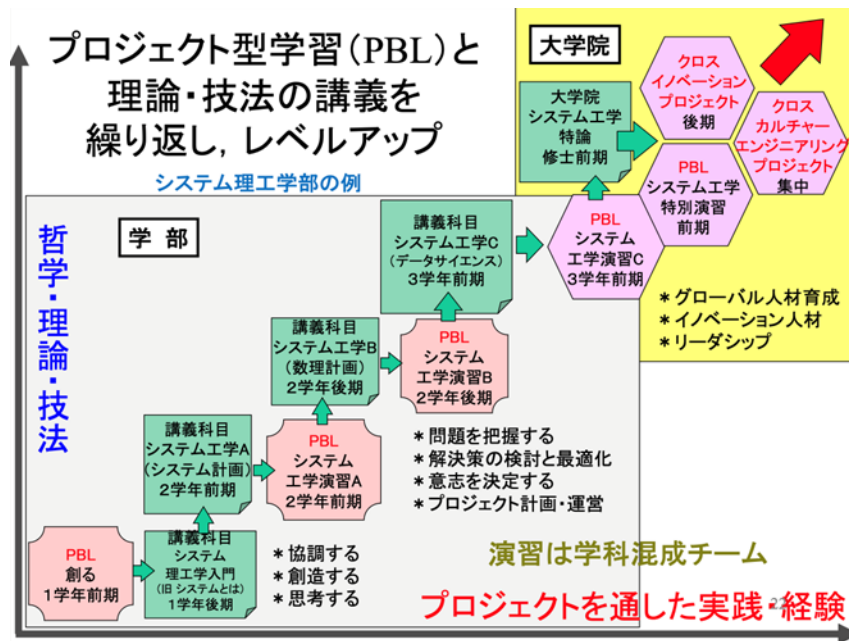 プロジェクト型学習(PBL)と
理論・技法の講義を
繰り返し，レベルアップ
システム理工学部の例
大学院
クロス
イノベーション
プロジェクト
後期
クロス
カルチャー
エンジニアリング
プロジェクト
集中
大学院
システム工学
特論
修士前期
PBL
システム工学
特別演習
前期
学 部
哲学・理論・技法
講義科目
システム工学C
(データサイエンス)
3学年前期
PBL
システム
工学演習C
3学年前期
＊グローバル人材育成
＊イノベーション人材
＊リーダシップ
講義科目
システム工学B
(数理計画)
2学年後期
PBL
システム
工学演習B
2学年後期
講義科目
システム工学A
(システム計画)
2学年前期
PBL
システム
工学演習A
2学年前期
＊問題を把握する
＊解決策の検討と最適化
＊意志を決定する
＊プロジェクト計画・運営
PBL
創る
1学年前期
講義科目
システム
理工学入門
(旧 システムとは)
1学年後期
＊協調する
＊創造する
＊思考する
演習は学科混成チーム
プロジェクトを通した実践・経験